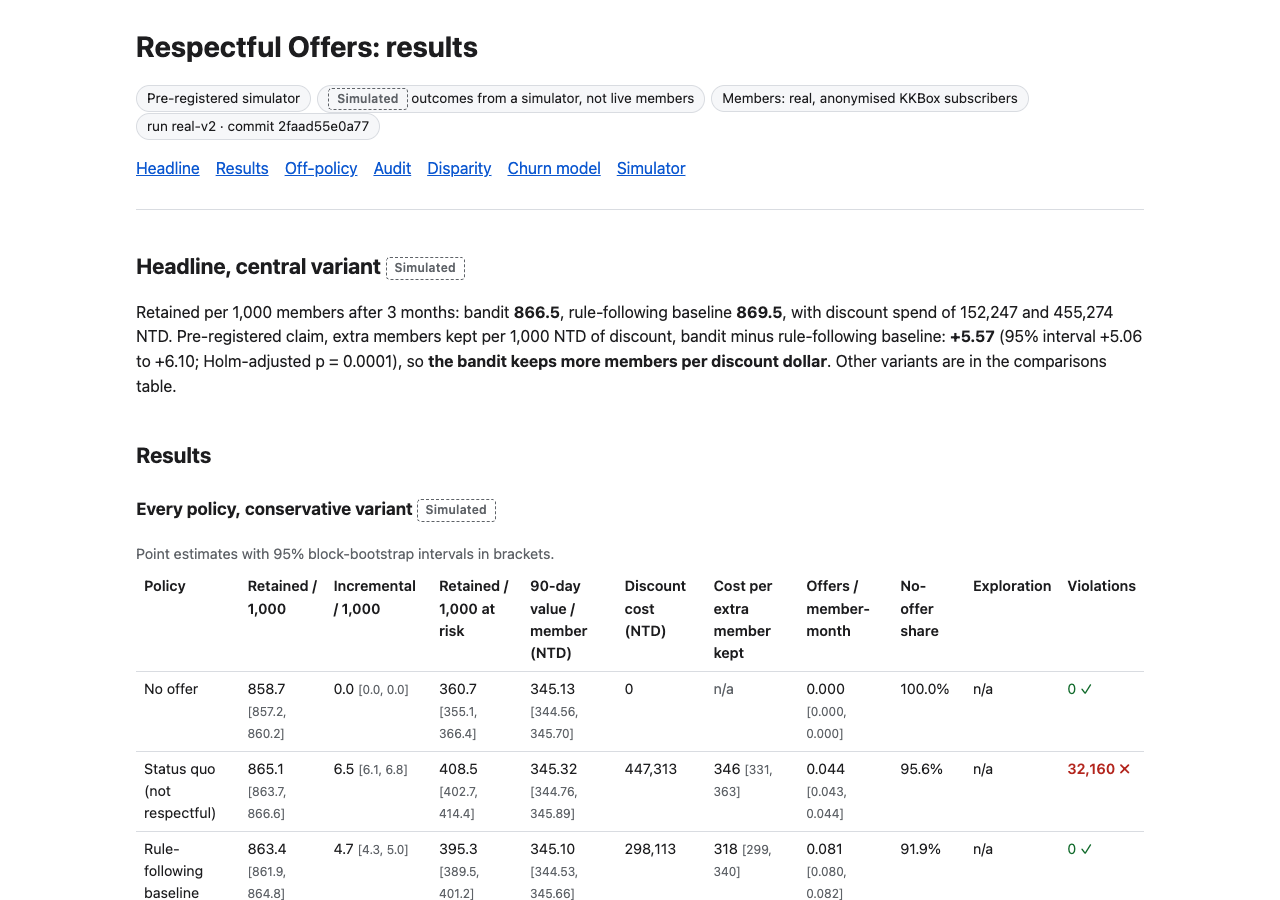 Respectful Offers: results
Pre-registered simulator
Simulated outcomes from a simulator, not live members
Members: real, anonymised KKBox subscribers
run real-v2 · commit 2faad55e0a77
Headline Results Off-policy Audit Disparity Churn model Simulator
Headline, central variant Simulated
Retained per 1,000 members after 3 months: bandit 866.5, rule-following baseline 869.5, with discount spend of 152,247 and 455,274
NTD. Pre-registered claim, extra members kept per 1,000 NTD of discount, bandit minus rule-following baseline: +5.57 (95% interval +5.06
to +6.10; Holm-adjusted p = 0.0001), so the bandit keeps more members per discount dollar. Other variants are in the comparisons
table.
Results
Every policy, conservative variant Simulated
Point estimates with 95% block-bootstrap intervals in brackets.
Policy
Retained /
1,000
Incremental
/ 1,000
Retained /
1,000 at
risk
90-day
value /
member
(NTD)
Discount
cost
(NTD)
Cost per
extra
member
kept
Offers /
member-
month
No-
offer
share
Exploration
Violations
No offer
858.7
[857.2,
860.2]
0.0 [0.0, 0.0]
360.7
[355.1,
366.4]
345.13
[344.56,
345.70]
0
n/a
0.000
[0.000,
0.000]
100.0%
n/a
0 ✓
Status quo
(not
respectful)
865.1
[863.7,
866.6]
6.5 [6.1, 6.8]
408.5
[402.7,
414.4]
345.32
[344.76,
345.89]
447,313
346 [331,
363]
0.044
[0.043,
0.044]
95.6%
n/a
32,160 ✕
Rule-
following
baseline
863.4
[861.9,
864.8]
4.7 [4.3, 5.0]
395.3
[389.5,
401.2]
345.10
[344.53,
345.66]
298,113
318 [299,
340]
0.081
[0.080,
0.082]
91.9%
n/a
0 ✓